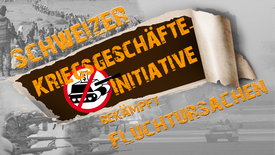 SCHWEIZER
KRIEGSGESCHÄFTE-
INITIATIVE
BEKÄMPFT
FLUCHTURSACHEN